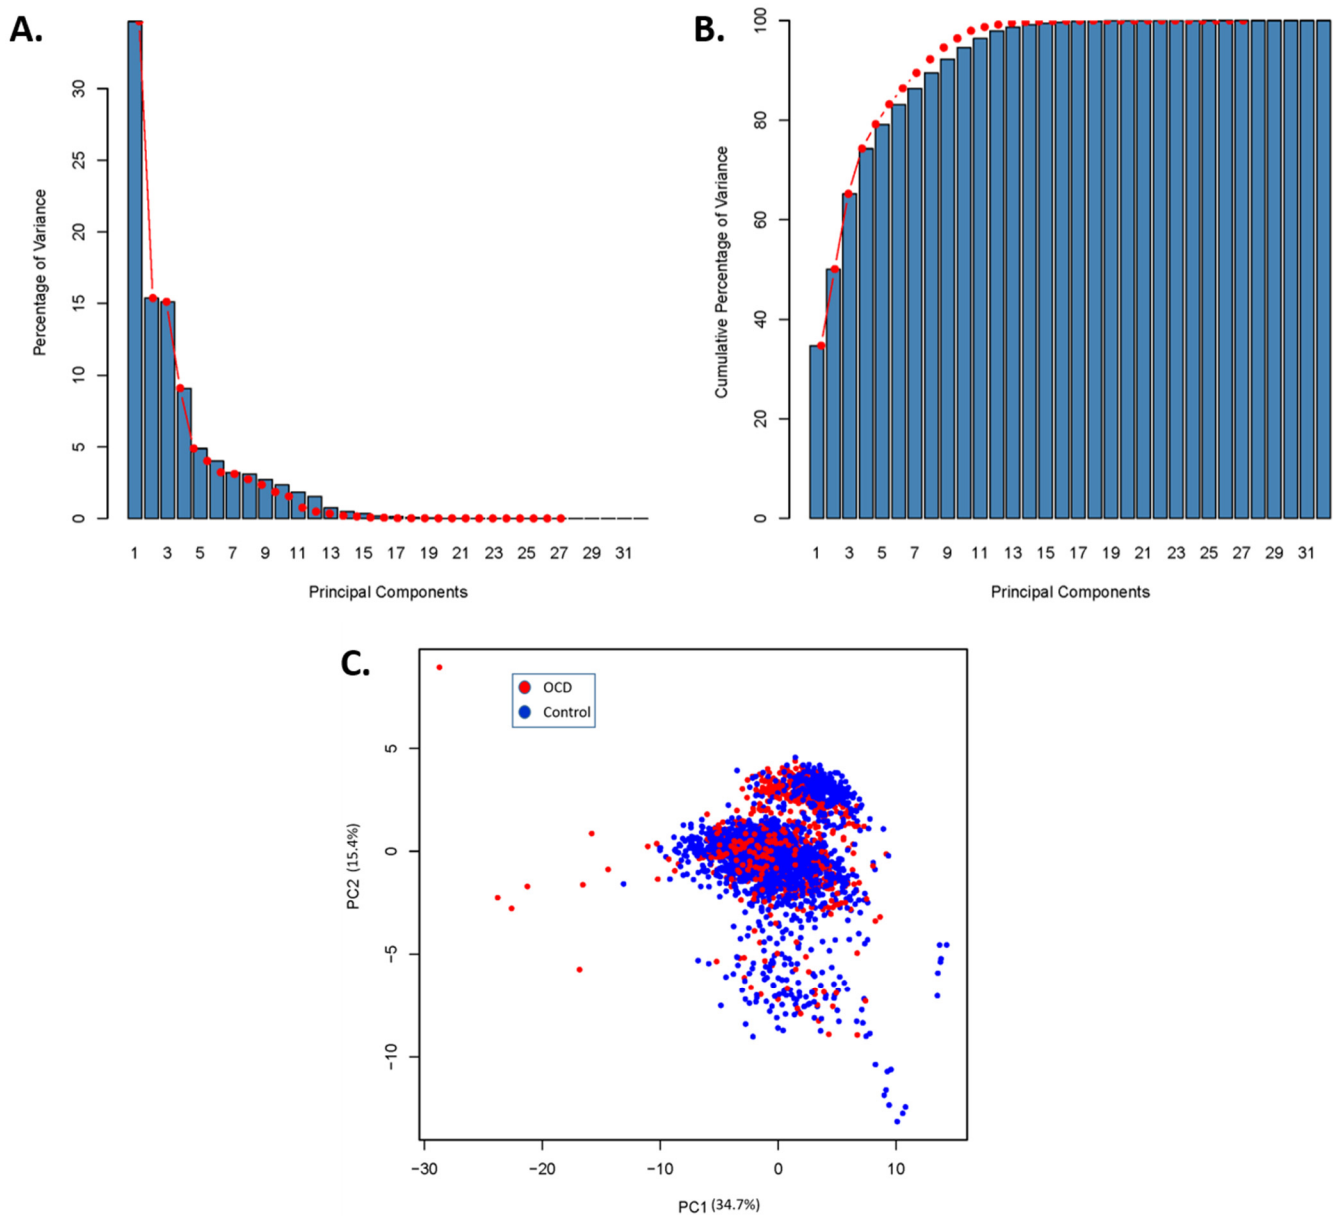 A.
Percentage of Variance
0 5 10 15 20 25 30
1 3 5 7 9 11 13 15 17 19 21 23 25 27 29 31
Principal Components
B.
Cumulative Percentage of Variance
0 20 40 60 80 100
1 3 5 7 9 11 13 15 17 19 21 23 25 27 29 31
Principal Components
C.
OCD
Control
PC2 (15.4%)
5
0
−5
−10
−30 −20 −10 0 10
PC1 (34.7%)